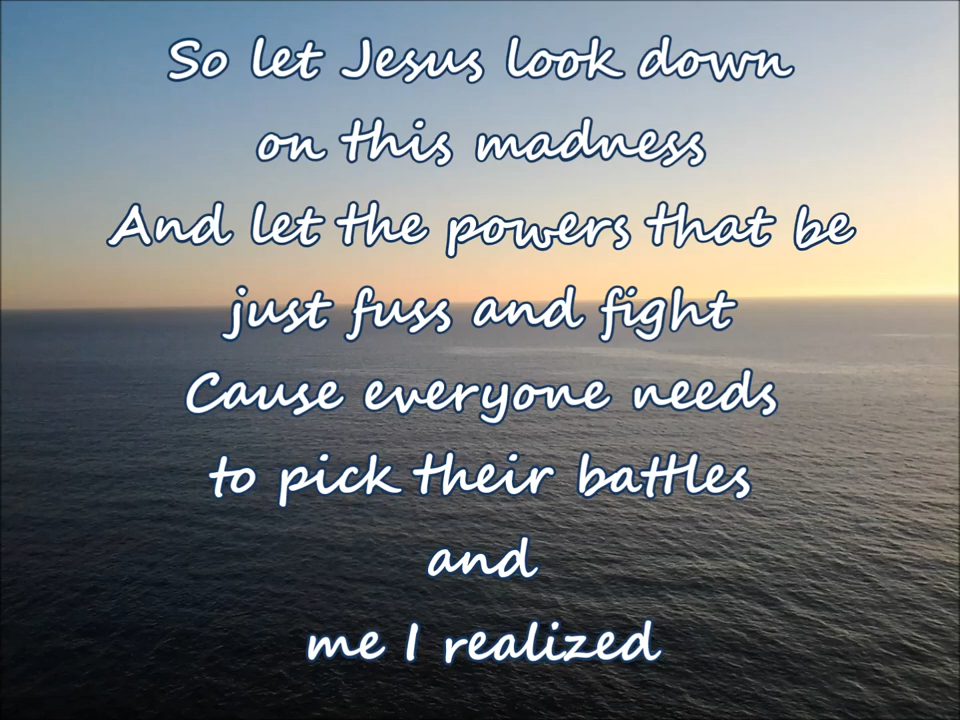 So let Jesus look down
on this madness
And let the powers that be
just fuss and fight
Cause everyone needs
to pick their battles
and
me I realized